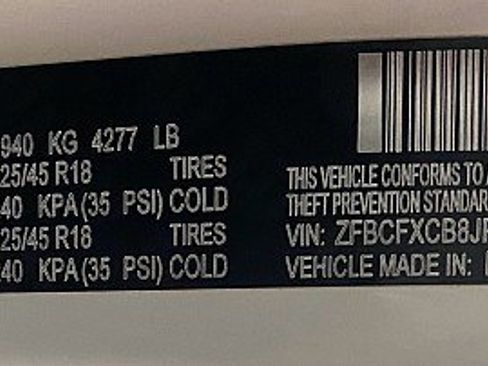 940 KG 4277 LB
25/45 R18 TIRES
40 KPA (35 PSI) COLD
25/45 R18 TIRES
240 KPA (35 PSI) COLD
THIS VEHICLE CONFORMS TO A
THEFT PREVENTION STANDAR
VIN: ZFBCFXCB8J
VEHICLE MADE IN: